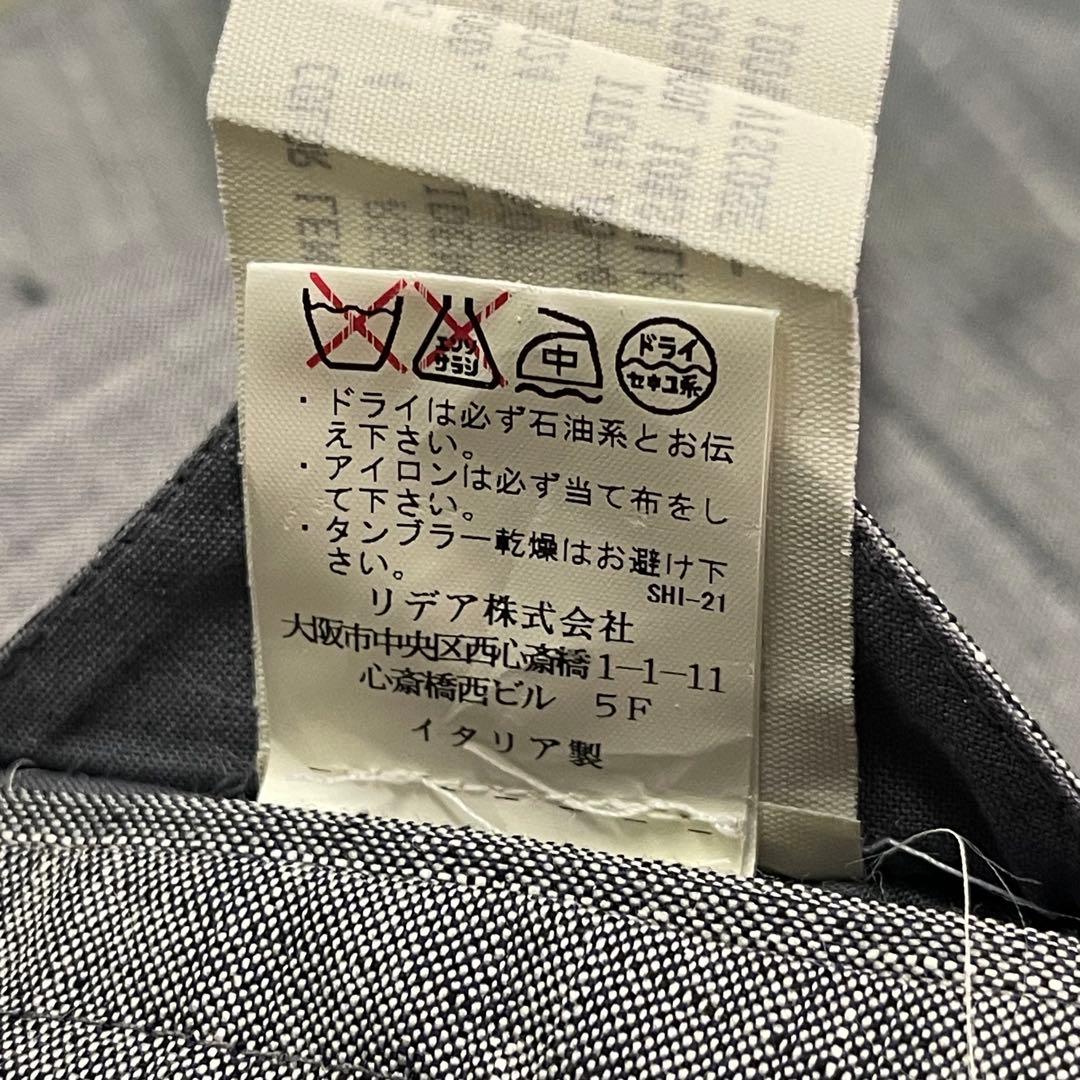 エンソ
サラシ
中
ドライ
セキユ系
・ドライは必ず石油系とお伝
え下さい。
・アイロンは必ず当て布をし
て下さい。
・タンブラー乾燥はお避け下
さい。
SHI-21
リデア株式会社
大阪市中央区西心斎橋1-1-11
心斎橋西ビル 5F
イタリア製